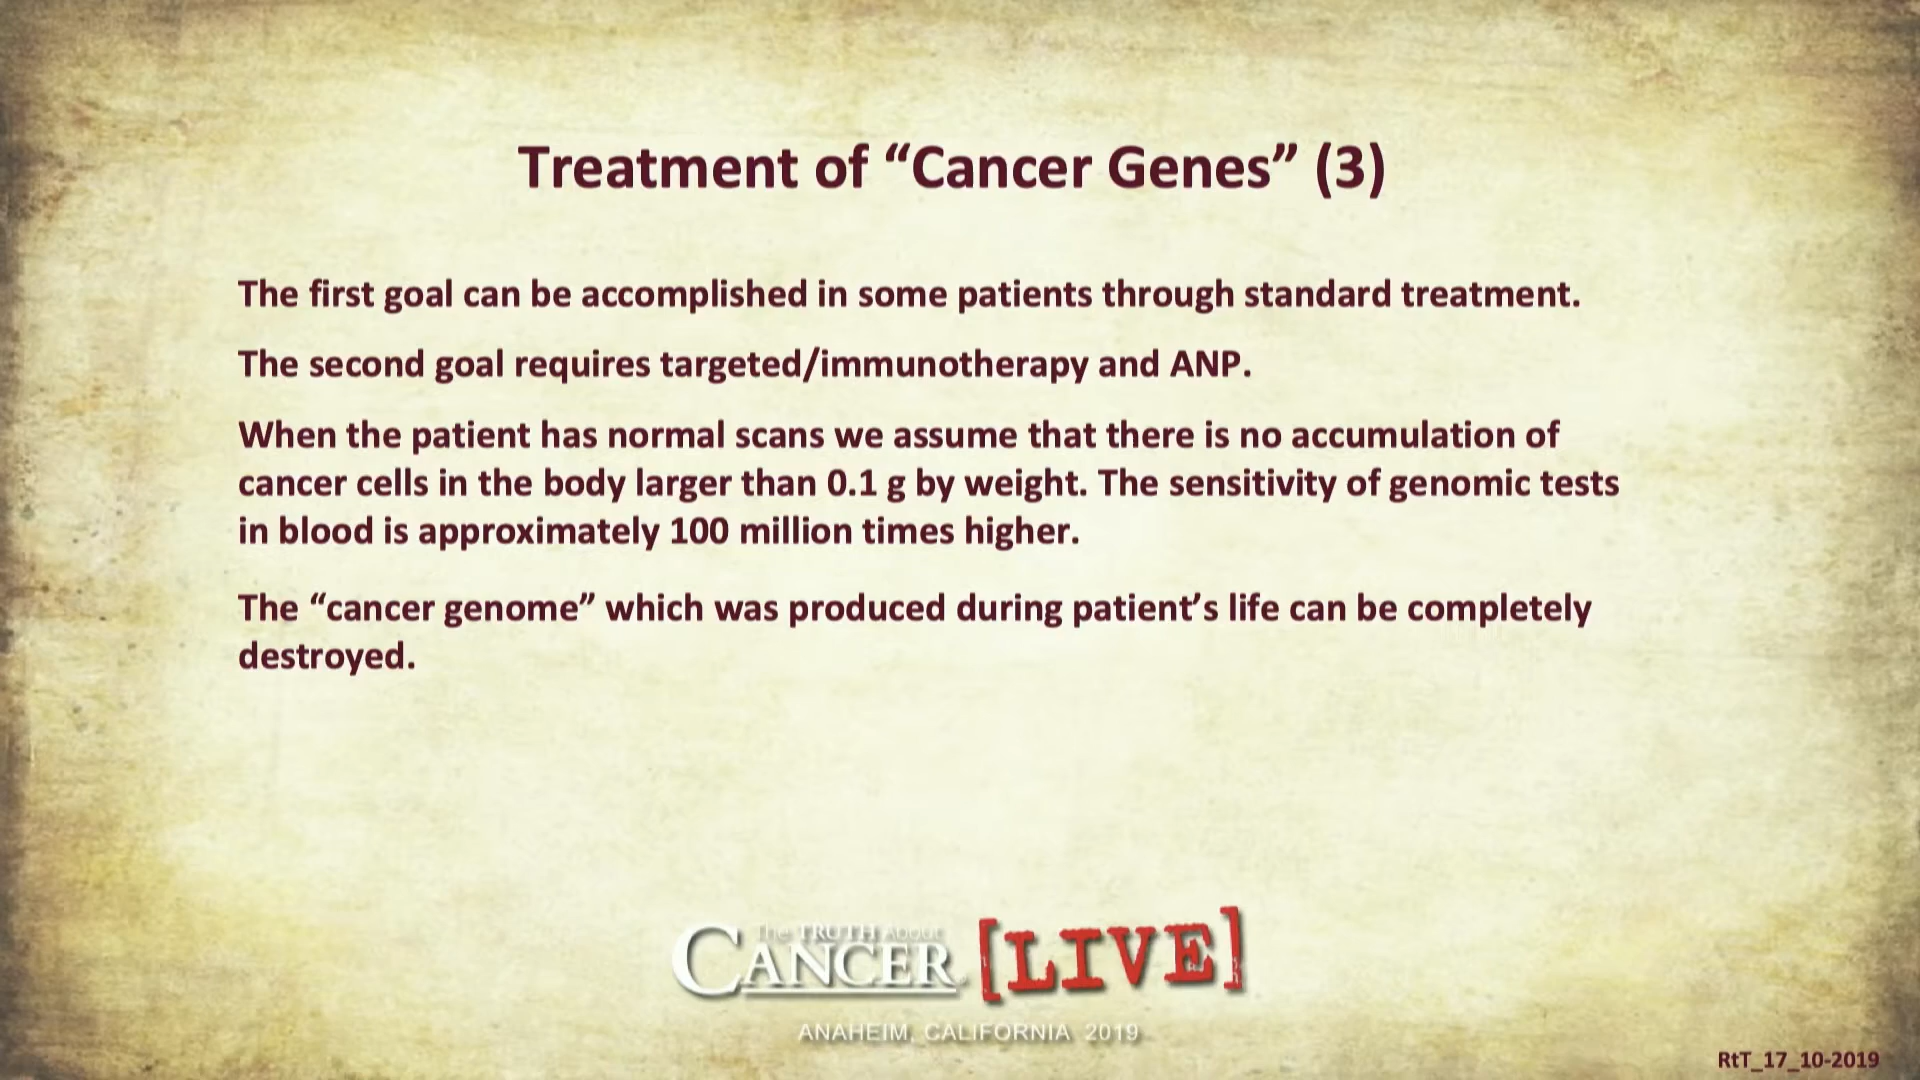 Treatment of “Cancer Genes” (3)
The first goal can be accomplished in some patients through standard treatment.
The second goal requires targeted/immunotherapy and ANP.
When the patient has normal scans we assume that there is no accumulation of
cancer cells in the body larger than 0.1 g by weight. The sensitivity of genomic tests
in blood is approximately 100 million times higher.
The “cancer genome” which was produced during patient’s life can be completely
destroyed.
The TRUTH About
CANCER [LIVE]
ANAHEIM, CALIFORNIA 2019
RtT_17_10-2019